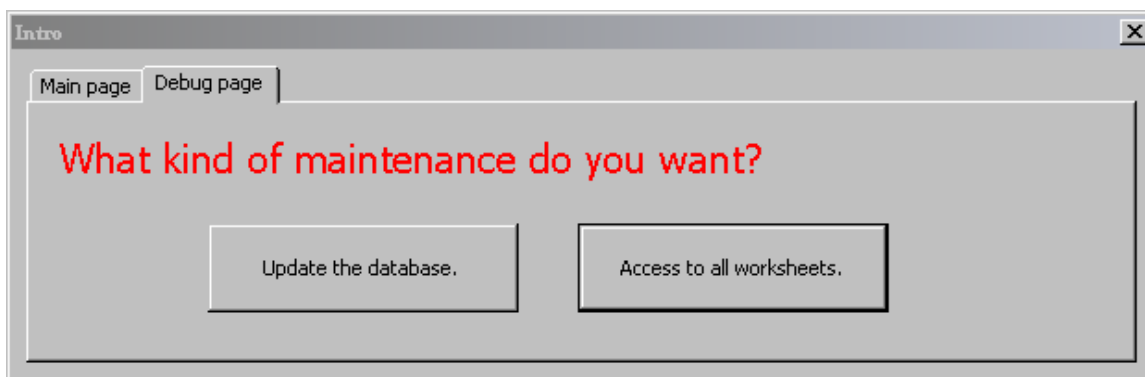 Intro
Main page Debug page
What kind of maintenance do you want?
Update the database. Access to all worksheets.